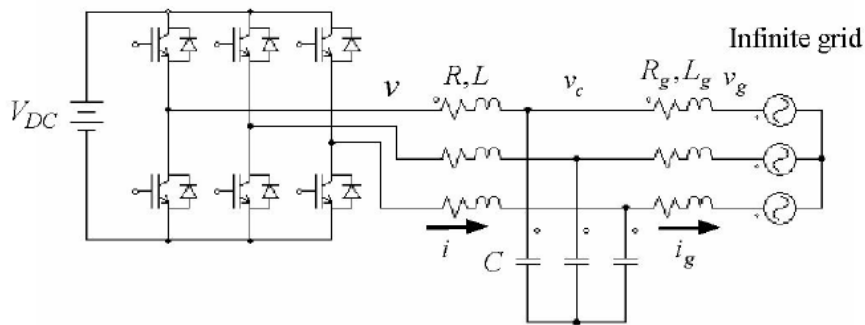 Infinite grid
V_DC
v
R, L
v_c
R_g, L_g
v_g
i
C
i_g